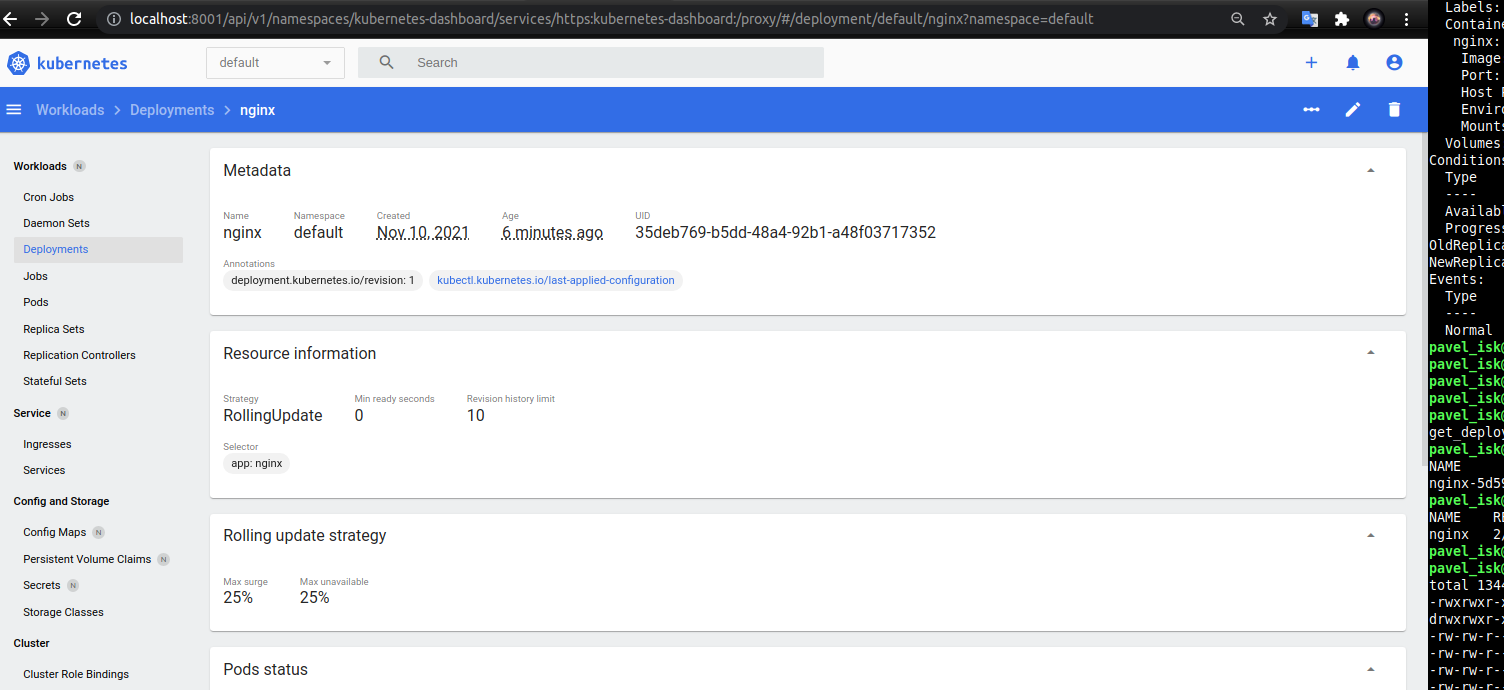 localhost:8001/api/v1/namespaces/kubernetes-dashboard/services/https:kubernetes-dashboard:/proxy/#/deployment/default/nginx?namespace=default
kubernetes
default
Search
Workloads > Deployments > nginx
Workloads N
Cron Jobs
Daemon Sets
Deployments
Jobs
Pods
Replica Sets
Replication Controllers
Stateful Sets
Service N
Ingresses
Services
Config and Storage
Config Maps N
Persistent Volume Claims N
Secrets N
Storage Classes
Cluster
Cluster Role Bindings
Metadata
Name Namespace Created Age UID
nginx default Nov 10, 2021 6 minutes ago 35deb769-b5dd-48a4-92b1-a48f03717352
Annotations
deployment.kubernetes.io/revision: 1 kubectl.kubernetes.io/last-applied-configuration
Resource information
Strategy Min ready seconds Revision history limit
RollingUpdate 0 10
Selector
app: nginx
Rolling update strategy
Max surge Max unavailable
25% 25%
Pods status
Labels:
Containe
nginx:
Image
Port:
Host P
Enviro
Mounts
Volumes
Conditions
Type
----
Availabl
Progress
OldReplica
NewReplica
Events:
Type
----
Normal
pavel_isk@
pavel_isk@
pavel_isk@
pavel_isk@
pavel_isk@
get_deploy
pavel_isk@
NAME
nginx-5d59
pavel_isk@
NAME RE
nginx 2/
pavel_isk@
pavel_isk@
total 1344
-rwxrwxr-x
drwxrwxr-x
-rw-rw-r--
-rw-rw-r--
-rw-rw-r--
-rw-rw-r--